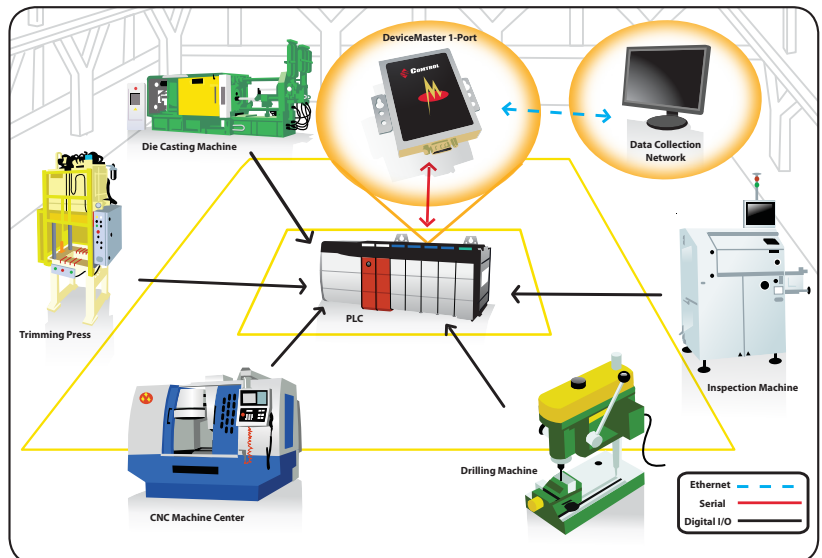 DeviceMaster 1-Port
COMTROL
Die Casting Machine
Data Collection
Network
Trimming Press
PLC
Inspection Machine
CNC Machine Center
Drilling Machine
Ethernet
Serial
Digital I/O